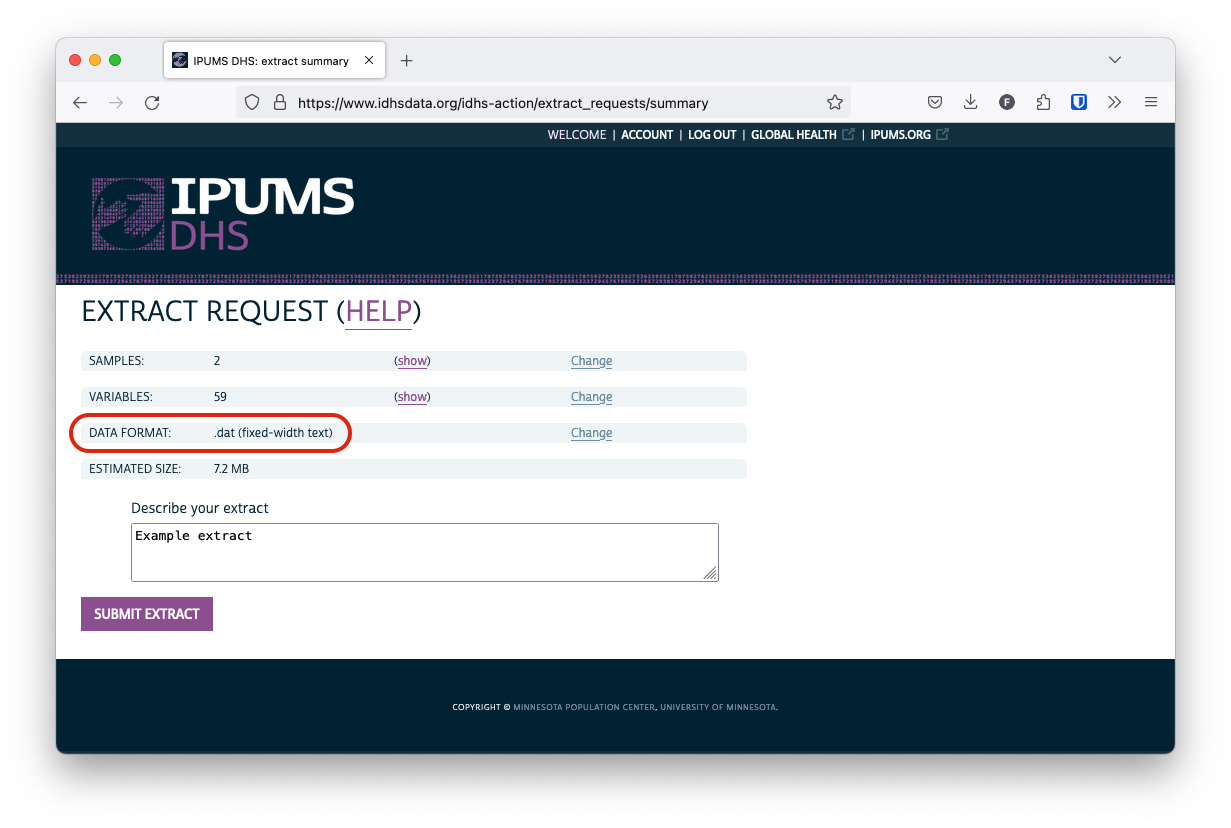 IPUMS DHS: extract summary
https://www.idhsdata.org/idhs-action/extract_requests/summary
F
WELCOME | ACCOUNT | LOG OUT | GLOBAL HEALTH | IPUMS.ORG
IPUMS
DHS
EXTRACT REQUEST (HELP)
SAMPLES: 2 (show) Change
VARIABLES: 59 (show) Change
DATA FORMAT: .dat (fixed-width text) Change
ESTIMATED SIZE: 7.2 MB
Describe your extract
Example extract
SUBMIT EXTRACT
COPYRIGHT © MINNESOTA POPULATION CENTER, UNIVERSITY OF MINNESOTA.